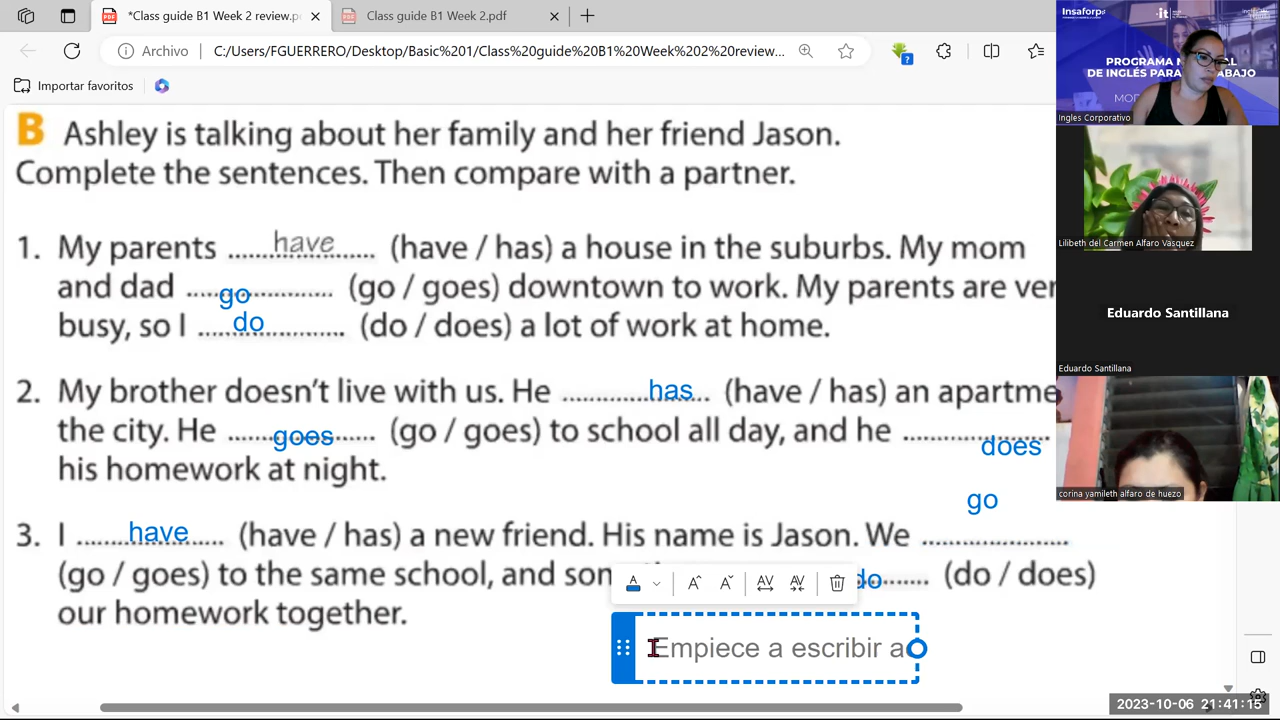 *Class guide B1 Week 2 review.p
Class guide B1 Week 2.pdf
Archivo
C:/Users/FGUERRERO/Desktop/Basic%201/Class%20guide%20B1%20Week%202%20review...
Importar favoritos
B Ashley is talking about her family and her friend Jason.
Complete the sentences. Then compare with a partner.
1. My parents have (have / has) a house in the suburbs. My mom
and dad go (go / goes) downtown to work. My parents are ver
busy, so I do (do / does) a lot of work at home.
2. My brother doesn't live with us. He has (have / has) an apartme
the city. He goes (go / goes) to school all day, and he does
his homework at night.
go
3. I have (have / has) a new friend. His name is Jason. We
(go / goes) to the same school, and som do (do / does)
our homework together.
Empiece a escribir a
Insaforp
PROGRAMA N
DE INGLÉS PARA
Ingles Corporativo
Lilibeth del Carmen Alfaro Vasquez
Eduardo Santillana
Eduardo Santillana
corina yamileth alfaro de huezo
2023-10-06 21:41:15